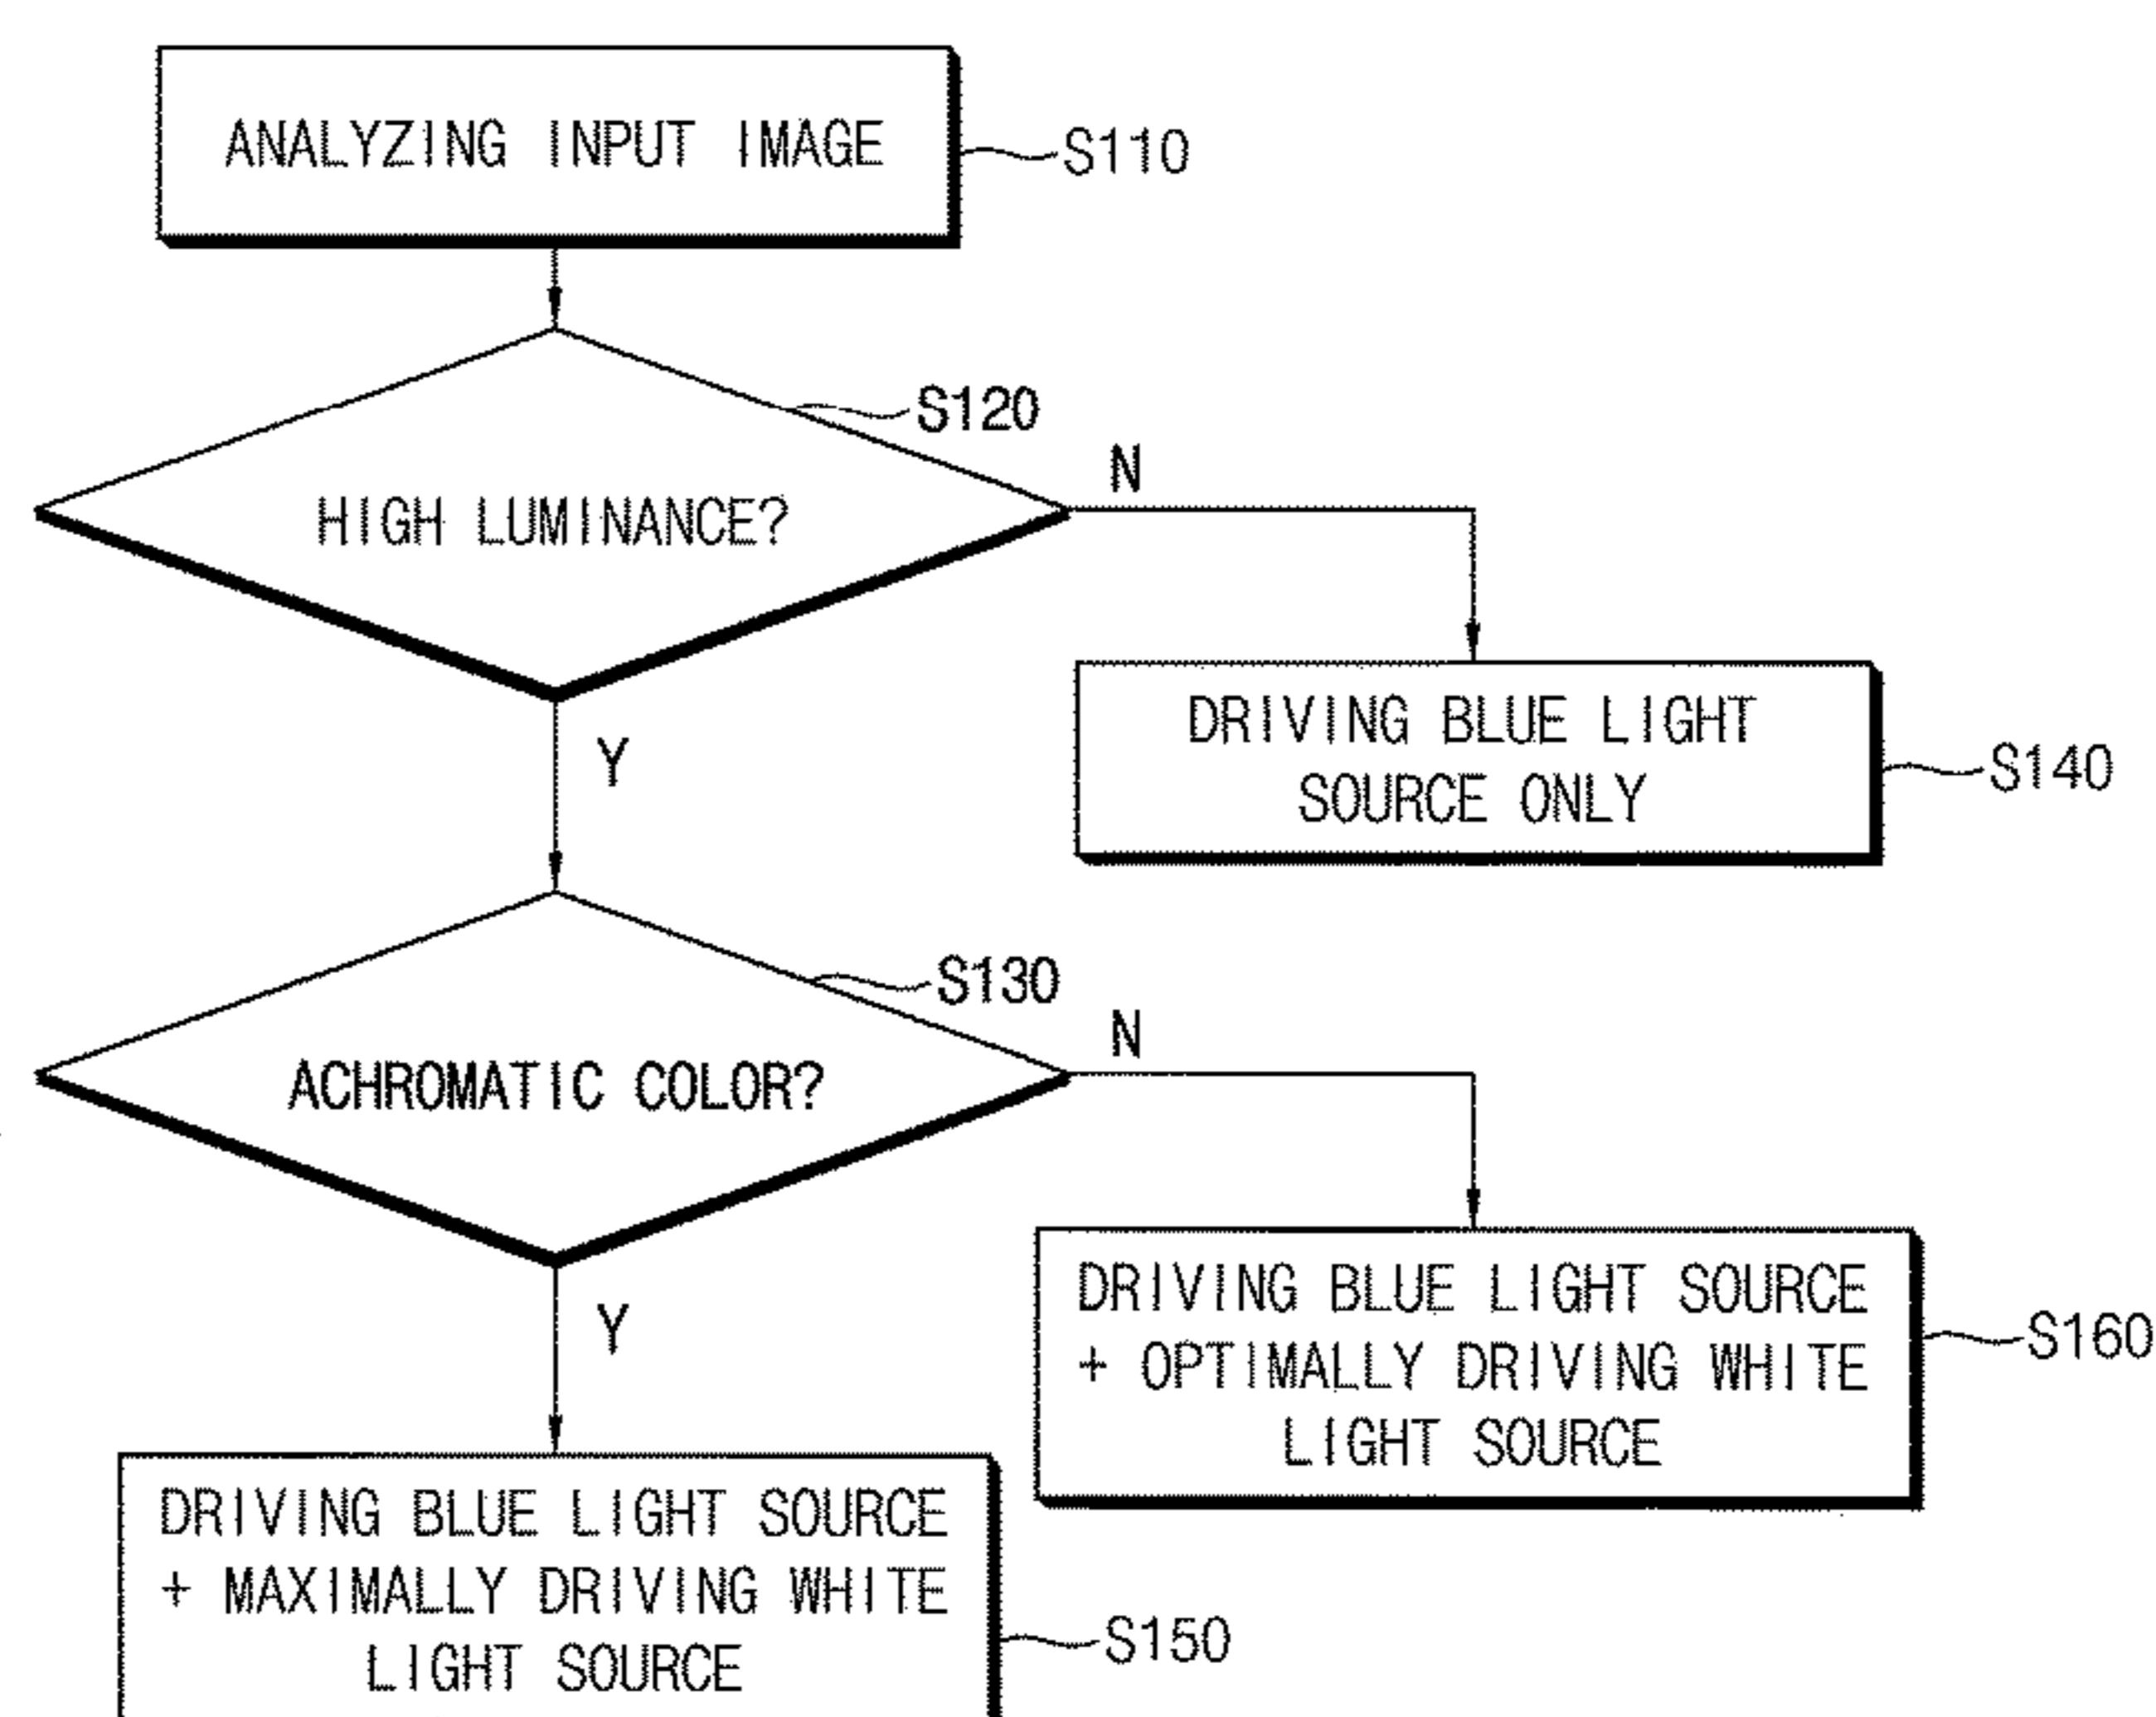 ANALYZING INPUT IMAGE
S110
S120
HIGH LUMINANCE?
N
Y
DRIVING BLUE LIGHT
SOURCE ONLY
S140
S130
ACHROMATIC COLOR?
N
Y
DRIVING BLUE LIGHT SOURCE
+ OPTIMALLY DRIVING WHITE
LIGHT SOURCE
S160
DRIVING BLUE LIGHT SOURCE
+ MAXIMALLY DRIVING WHITE
LIGHT SOURCE
S150